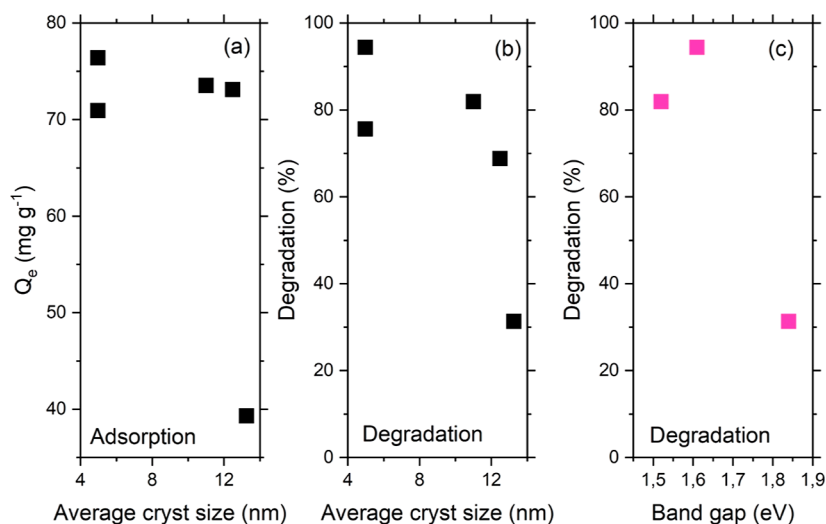 (a)
80
70
60
50
40
Qe (mg g-1)
Adsorption
4
8
12
Average cryst size (nm)
(b)
100
80
60
40
20
0
Degradation (%)
Degradation
4
8
12
Average cryst size (nm)
(c)
100
80
60
40
20
0
Degradation (%)
Degradation
1,5 1,6 1,7 1,8 1,9
Band gap (eV)